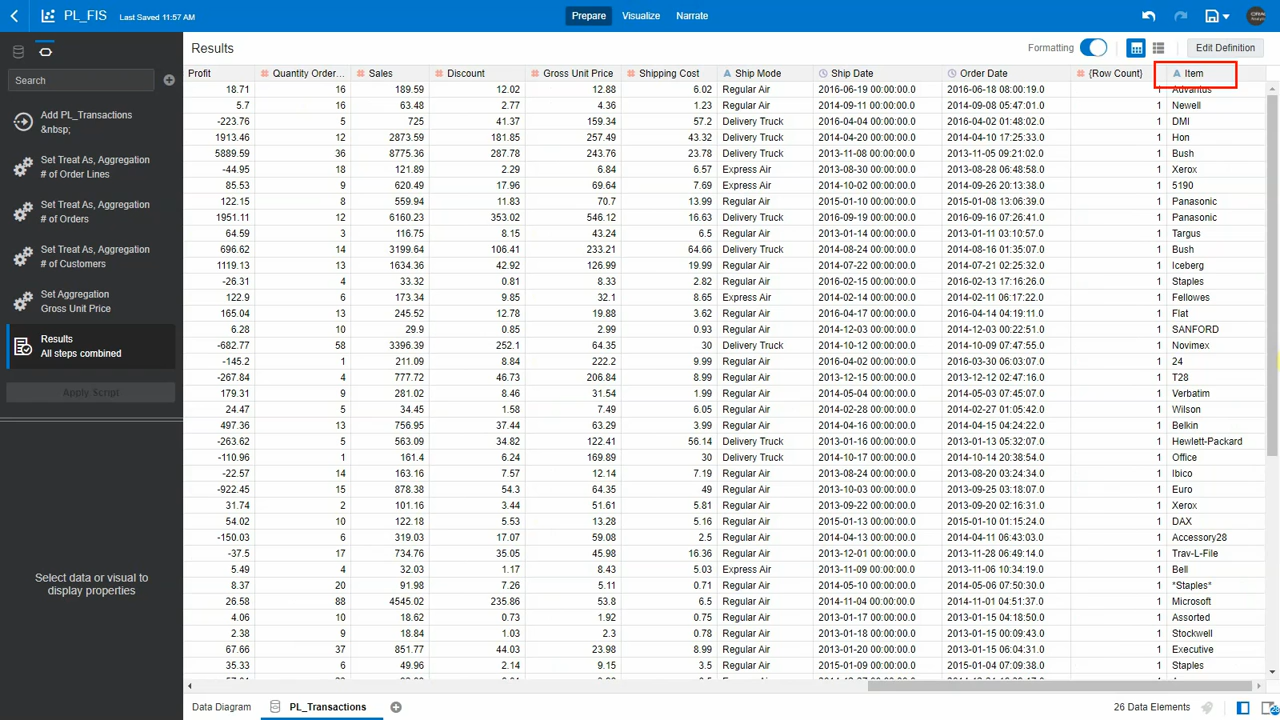 PL_FIS Last Saved 11:57 AM Prepare Visualize Narrate
Results Formatting Edit Definition
Search
Add PL_Transactions
&nbsp;
Set Treat As, Aggregation
# of Order Lines
Set Treat As, Aggregation
# of Orders
Set Treat As, Aggregation
# of Customers
Set Aggregation
Gross Unit Price
Results
All steps combined
Apply Script
Select data or visual to
display properties
Profit # Quantity Order... # Sales # Discount # Gross Unit Price # Shipping Cost A Ship Mode Ship Date Order Date # {Row Count} A Item
18.71 16 189.59 12.02 12.88 6.02 Regular Air 2016-06-19 00:00:00.0 2016-06-18 08:00:19.0 1 Advantus
5.7 16 63.48 2.77 4.36 1.23 Regular Air 2014-09-11 00:00:00.0 2014-09-08 05:47:01.0 1 Newell
-223.76 5 725 41.37 159.34 57.2 Delivery Truck 2016-04-04 00:00:00.0 2016-04-02 01:48:02.0 1 DMI
1913.46 12 2873.59 181.85 257.49 43.32 Delivery Truck 2014-04-20 00:00:00.0 2014-04-10 17:25:33.0 1 Hon
5889.59 36 8775.36 287.78 243.76 23.78 Delivery Truck 2013-11-08 00:00:00.0 2013-11-05 09:21:02.0 1 Bush
-44.95 18 121.89 2.29 6.84 6.57 Express Air 2013-08-30 00:00:00.0 2013-08-28 06:48:58.0 1 Xerox
85.53 9 620.49 17.96 69.64 7.69 Express Air 2014-10-02 00:00:00.0 2014-09-26 20:13:38.0 1 5190
122.15 8 559.94 11.83 70.7 13.99 Regular Air 2015-01-10 00:00:00.0 2015-01-08 13:06:39.0 1 Panasonic
1951.11 12 6160.23 353.02 546.12 16.63 Delivery Truck 2016-09-19 00:00:00.0 2016-09-16 07:26:41.0 1 Panasonic
64.59 3 116.75 8.15 43.24 6.5 Regular Air 2013-01-14 00:00:00.0 2013-01-11 03:10:57.0 1 Targus
696.62 14 3199.64 106.41 233.21 64.66 Delivery Truck 2014-08-24 00:00:00.0 2014-08-16 01:35:07.0 1 Bush
1119.13 13 1634.36 42.92 126.99 19.99 Regular Air 2014-07-22 00:00:00.0 2014-07-21 02:25:32.0 1 Iceberg
-26.31 4 33.32 0.81 8.33 2.82 Regular Air 2016-02-15 00:00:00.0 2016-02-13 17:16:26.0 1 Staples
122.9 6 173.34 9.85 32.1 8.65 Express Air 2014-02-14 00:00:00.0 2014-02-11 06:17:22.0 1 Fellowes
165.04 13 245.52 12.78 19.88 3.62 Regular Air 2016-04-17 00:00:00.0 2016-04-14 04:19:11.0 1 Flat
6.28 10 29.9 0.85 2.99 0.93 Regular Air 2014-12-03 00:00:00.0 2014-12-03 00:22:51.0 1 SANFORD
-682.77 58 3396.39 262.1 64.35 30 Delivery Truck 2014-10-12 00:00:00.0 2014-10-09 07:47:55.0 1 Novimex
-145.2 1 211.09 8.84 222.2 9.99 Regular Air 2016-04-02 00:00:00.0 2016-03-30 06:03:07.0 1 24
-267.84 4 777.72 46.73 206.84 8.99 Regular Air 2013-12-15 00:00:00.0 2013-12-12 02:47:16.0 1 T28
179.31 9 281.02 8.46 31.54 1.99 Regular Air 2014-05-04 00:00:00.0 2014-05-03 07:45:07.0 1 Verbatim
24.47 5 34.45 1.58 7.49 6.05 Regular Air 2014-02-28 00:00:00.0 2014-02-27 01:05:42.0 1 Wilson
497.36 13 756.95 37.44 63.29 3.99 Regular Air 2014-04-16 00:00:00.0 2014-04-15 04:24:22.0 1 Belkin
-263.62 5 563.09 34.82 122.41 56.14 Delivery Truck 2013-01-16 00:00:00.0 2013-01-16 05:32:07.0 1 Hewlett-Packard
-110.96 1 161.4 6.24 169.89 30 Delivery Truck 2014-10-17 00:00:00.0 2014-10-14 20:38:54.0 1 Office
-22.57 14 163.16 7.57 12.14 7.19 Regular Air 2013-08-24 00:00:00.0 2013-08-20 03:24:34.0 1 Ibico
-922.45 15 878.38 54.3 64.35 49 Regular Air 2013-10-03 00:00:00.0 2013-09-25 03:18:07.0 1 Euro
31.74 2 101.16 3.44 51.61 5.81 Regular Air 2013-09-22 00:00:00.0 2013-09-20 02:16:31.0 1 Xerox
54.02 10 122.18 5.53 13.28 5.16 Regular Air 2015-01-13 00:00:00.0 2015-01-10 01:15:24.0 1 DAX
-150.03 6 319.03 17.07 59.08 2.5 Regular Air 2014-04-13 00:00:00.0 2014-04-11 06:43:03.0 1 Accessory28
-37.5 17 734.76 35.05 45.98 16.36 Regular Air 2013-12-01 00:00:00.0 2013-11-28 06:49:14.0 1 Trav-L-File
5.49 4 32.03 1.17 8.43 5.03 Express Air 2013-11-09 00:00:00.0 2013-11-06 10:34:19.0 1 Bell
8.37 20 91.98 7.26 5.11 0.71 Regular Air 2014-05-10 00:00:00.0 2014-05-06 07:50:30.0 1 *Staples*
26.58 88 4545.02 235.86 53.8 6.5 Regular Air 2014-11-04 00:00:00.0 2014-11-01 04:51:37.0 1 Microsoft
4.06 10 18.62 0.73 1.92 0.75 Regular Air 2013-01-17 00:00:00.0 2013-01-15 04:18:50.0 1 Assorted
2.38 9 18.84 1.03 2.3 0.78 Regular Air 2013-01-18 00:00:00.0 2013-01-15 00:09:43.0 1 Stockwell
67.66 37 851.77 44.03 23.98 8.99 Express Air 2013-01-20 00:00:00.0 2013-01-15 06:04:31.0 1 Executive
35.33 6 49.96 2.14 9.15 3.5 Regular Air 2015-01-09 00:00:00.0 2015-01-04 07:09:38.0 1 Staples
Data Diagram PL_Transactions 26 Data Elements